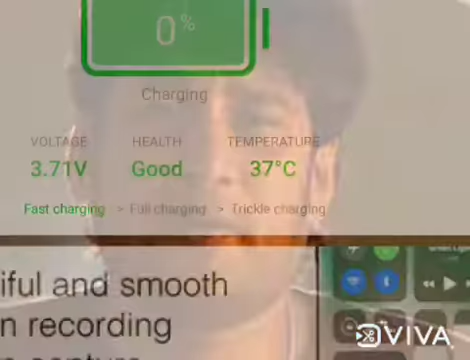 0%
Charging
VOLTAGE HEALTH TEMPERATURE
3.71V Good 37°C
Fast charging > Full charging > Trickle charging
iful and smooth
n recording
VIVA